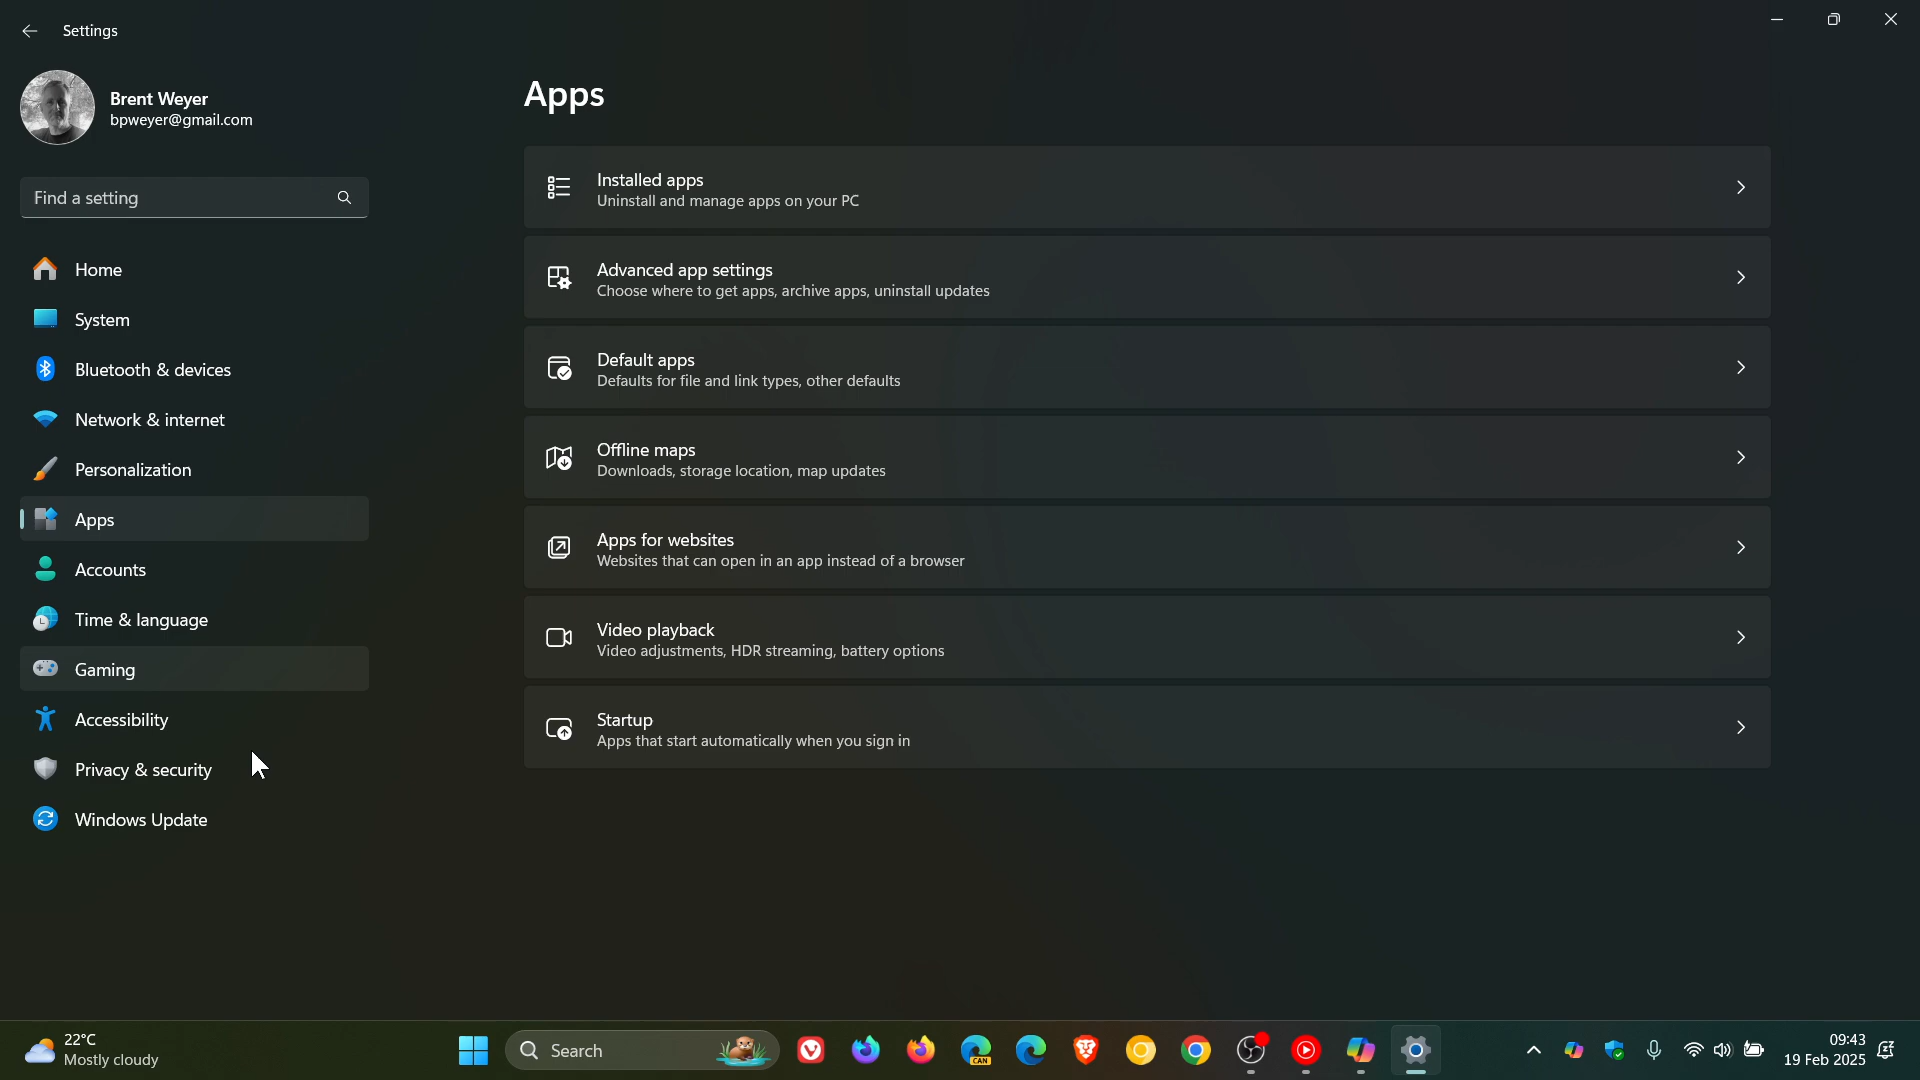 Settings
Brent Weyer
bpweyer@gmail.com
Find a setting
Home
System
Bluetooth & devices
Network & internet
Personalization
Apps
Accounts
Time & language
Gaming
Accessibility
Privacy & security
Windows Update
Apps
Installed apps
Uninstall and manage apps on your PC
Advanced app settings
Choose where to get apps, archive apps, uninstall updates
Default apps
Defaults for file and link types, other defaults
Offline maps
Downloads, storage location, map updates
Apps for websites
Websites that can open in an app instead of a browser
Video playback
Video adjustments, HDR streaming, battery options
Startup
Apps that start automatically when you sign in
22°C
Mostly cloudy
Search
CAN
09:43
19 Feb 2025